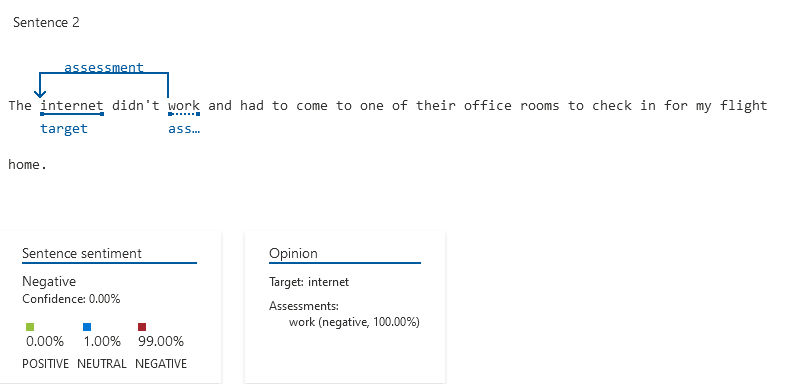 Sentence 2
assessment
The internet didn't work and had to come to one of their office rooms to check in for my flight
target ass…
home.
Sentence sentiment
Negative
Confidence: 0.00%
0.00% 1.00% 99.00%
POSITIVE NEUTRAL NEGATIVE
Opinion
Target: internet
Assessments:
work (negative, 100.00%)